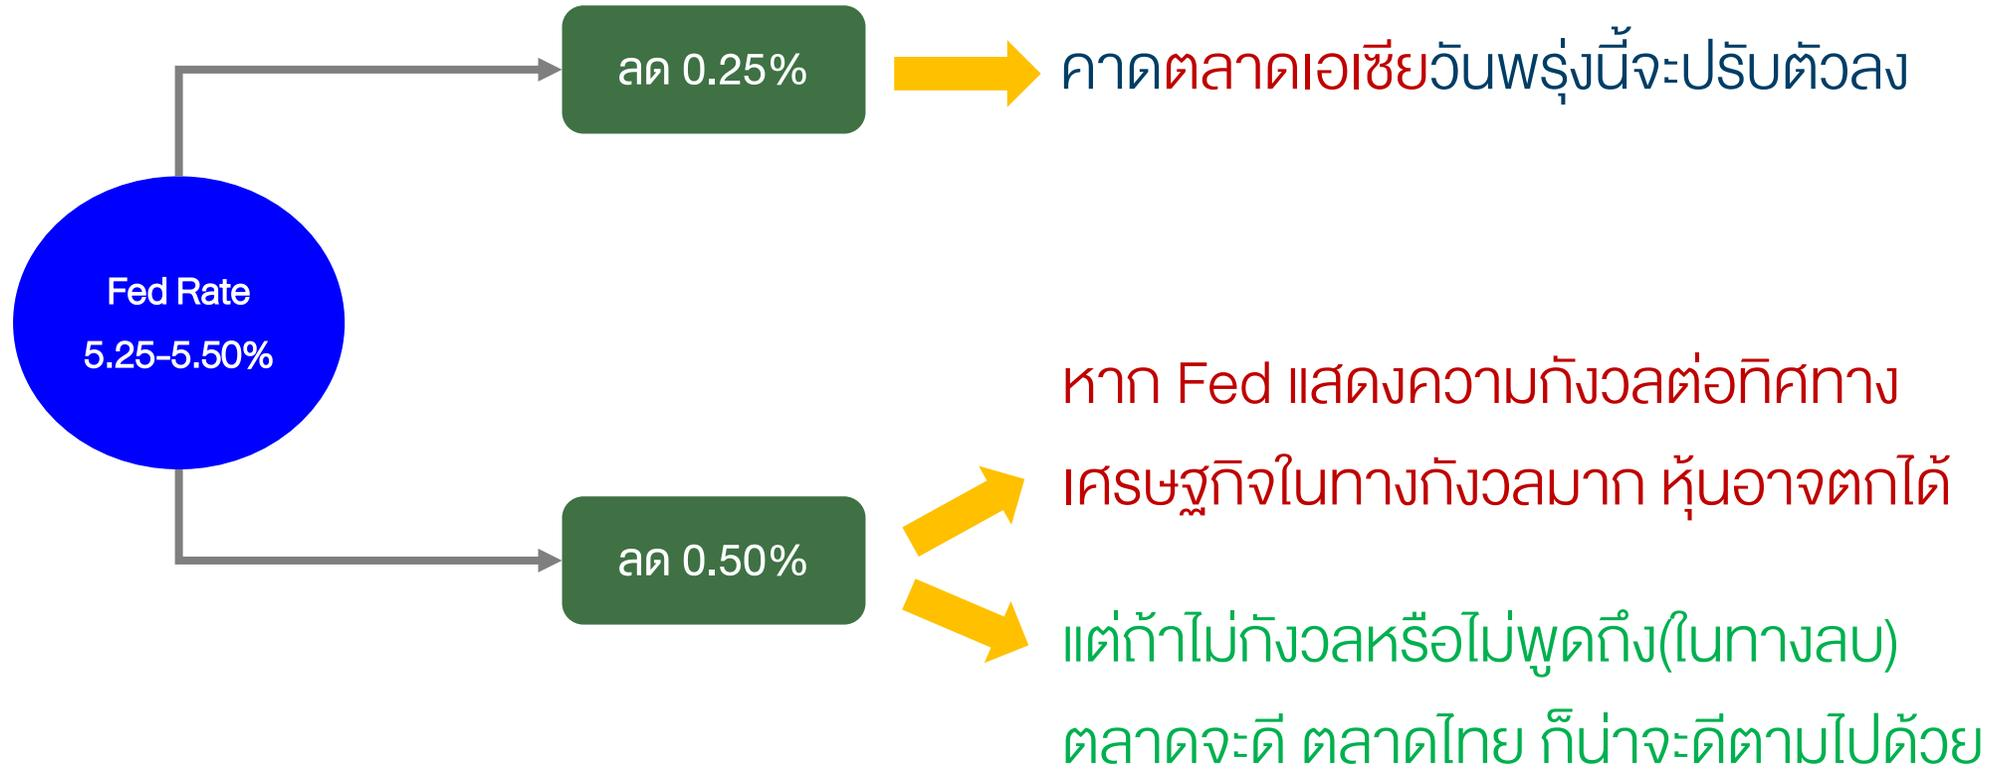 ลด 0.25%
คาดตลาดเอเซียวันพรุ่งนี้จะปรับตัวลง
Fed Rate
5.25-5.50%
ลด 0.50%
หาก Fed แสดงความกังวลต่อทิศทาง
เศรษฐกิจในทางกังวลมาก หุ้นอาจตกได้
แต่ถ้าไม่กังวลหรือไม่พูดถึง(ในทางลบ)
ตลาดจะดี ตลาดไทย ก็น่าจะดีตามไปด้วย